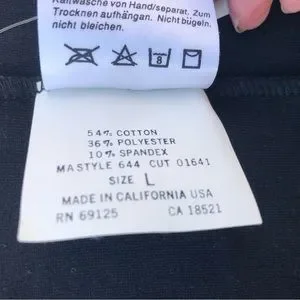 Kaltwäsche von Hand/separat. Zum
Trocknen aufhängen. Nicht bügeln.
nicht bleichen.
8
54% COTTON
36% POLYESTER
10% SPANDEX
MASTYLE 644 CUT 01641
SIZE L
MADE IN CALIFORNIA USA
RN 69125 CA 18521